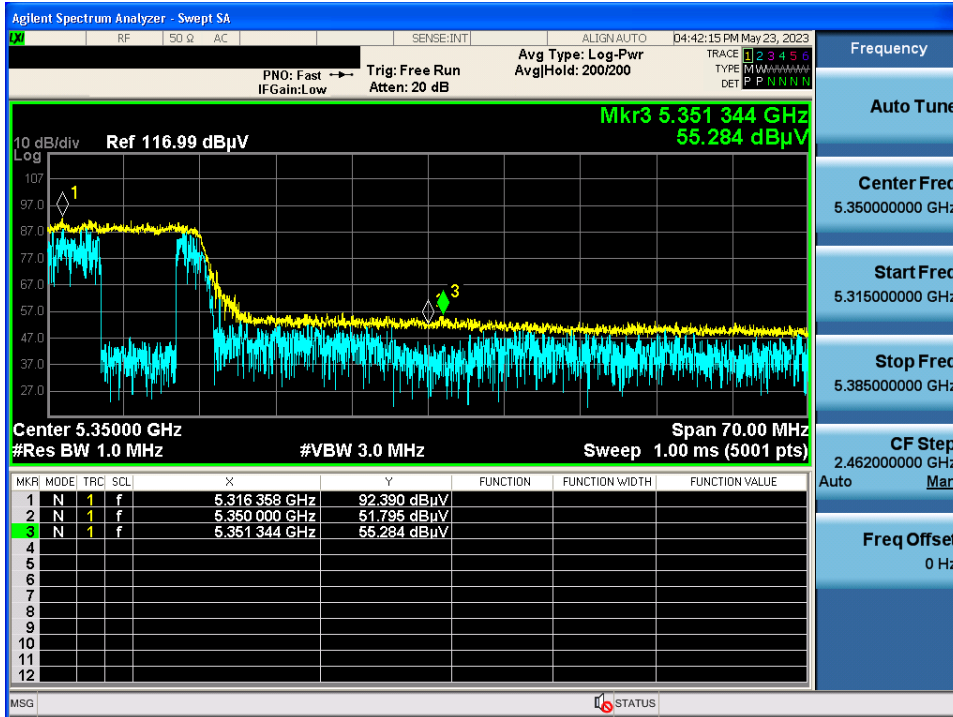 Agilent Spectrum Analyzer - Swept SA
LXI RF 50 Ω AC SENSE:INT ALIGN AUTO 04:42:15 PM May 23, 2023
PNO: Fast Trig: Free Run Avg Type: Log-Pwr TRACE 1 2 3 4 5 6
IFGain:Low Atten: 20 dB Avg|Hold: 200/200 TYPE M WWWWW
DET P P N N N N
Frequency
Mkr3 5.351 344 GHz
55.284 dBµV
10 dB/div Ref 116.99 dBµV
Log
107
97.0
87.0
77.0
67.0
57.0
47.0
37.0
27.0
1
3
Center 5.35000 GHz Span 70.00 MHz
#Res BW 1.0 MHz #VBW 3.0 MHz Sweep 1.00 ms (5001 pts)
MKR MODE TRC SCL X Y FUNCTION FUNCTION WIDTH FUNCTION VALUE
1 N 1 f 5.316 358 GHz 92.390 dBµV
2 N 1 f 5.350 000 GHz 51.795 dBµV
3 N 1 f 5.351 344 GHz 55.284 dBµV
4
5
6
7
8
9
10
11
12
Auto Tune
Center Freq
5.350000000 GHz
Start Freq
5.315000000 GHz
Stop Freq
5.385000000 GHz
CF Step
2.462000000 GHz
Auto Man
Freq Offset
0 Hz
MSG STATUS